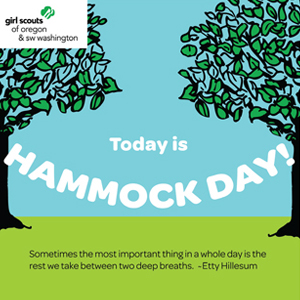 girl scouts
of oregon
& sw washington
Today is
HAMMOCK DAY!
Sometimes the most important thing in a whole day is the
rest we take between two deep breaths. -Etty Hillesum